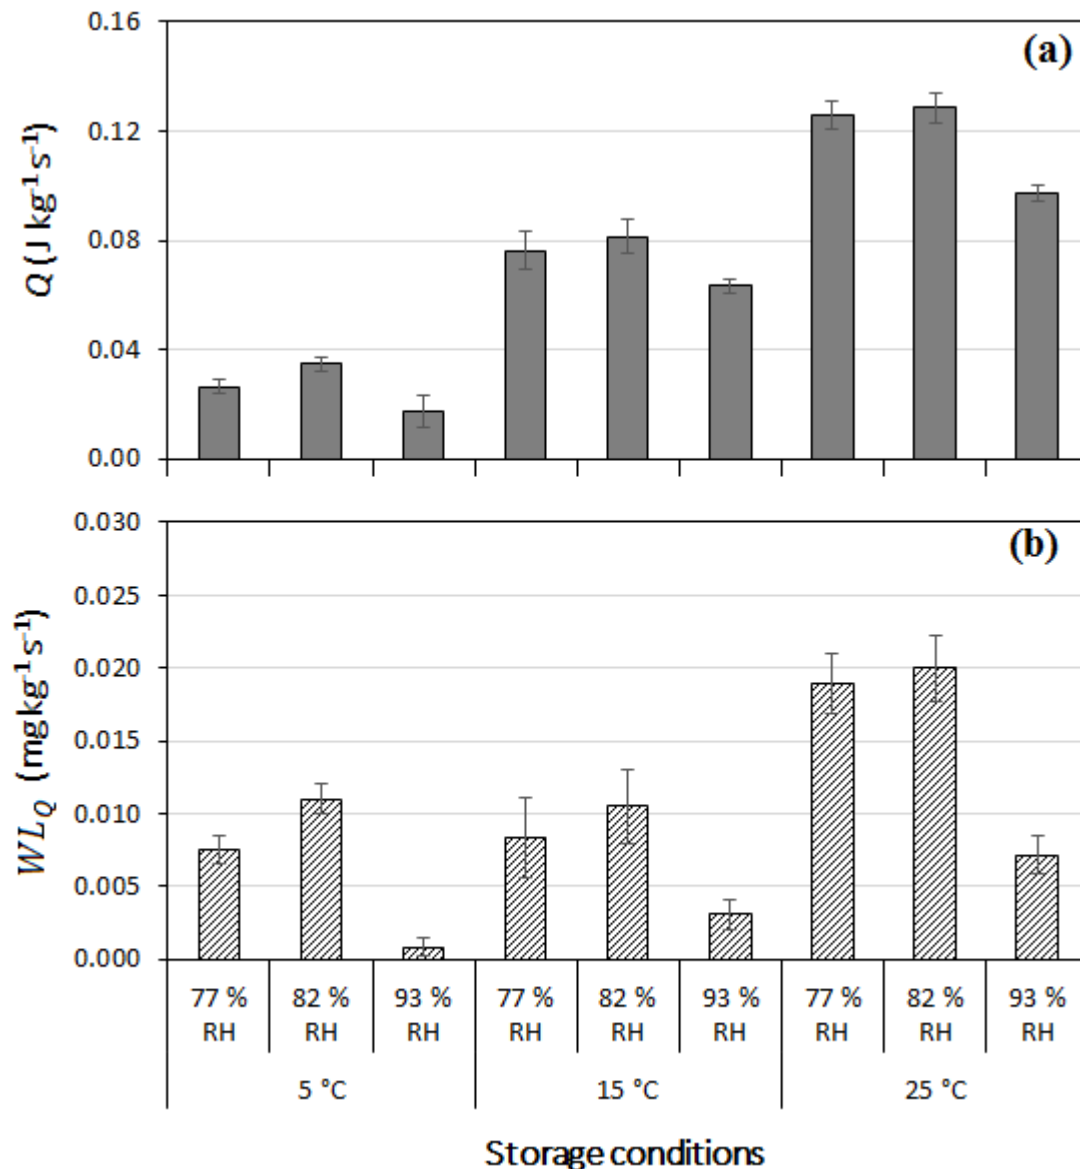 (a)
Q (J kg⁻¹s⁻¹)
0.16
0.12
0.08
0.04
0.00
(b)
WL_Q (mg kg⁻¹s⁻¹)
0.030
0.025
0.020
0.015
0.010
0.005
0.000
77 % 82 % 93 % 77 % 82 % 93 % 77 % 82 % 93 %
RH RH RH RH RH RH RH RH RH
5 °C 15 °C 25 °C
Storage conditions